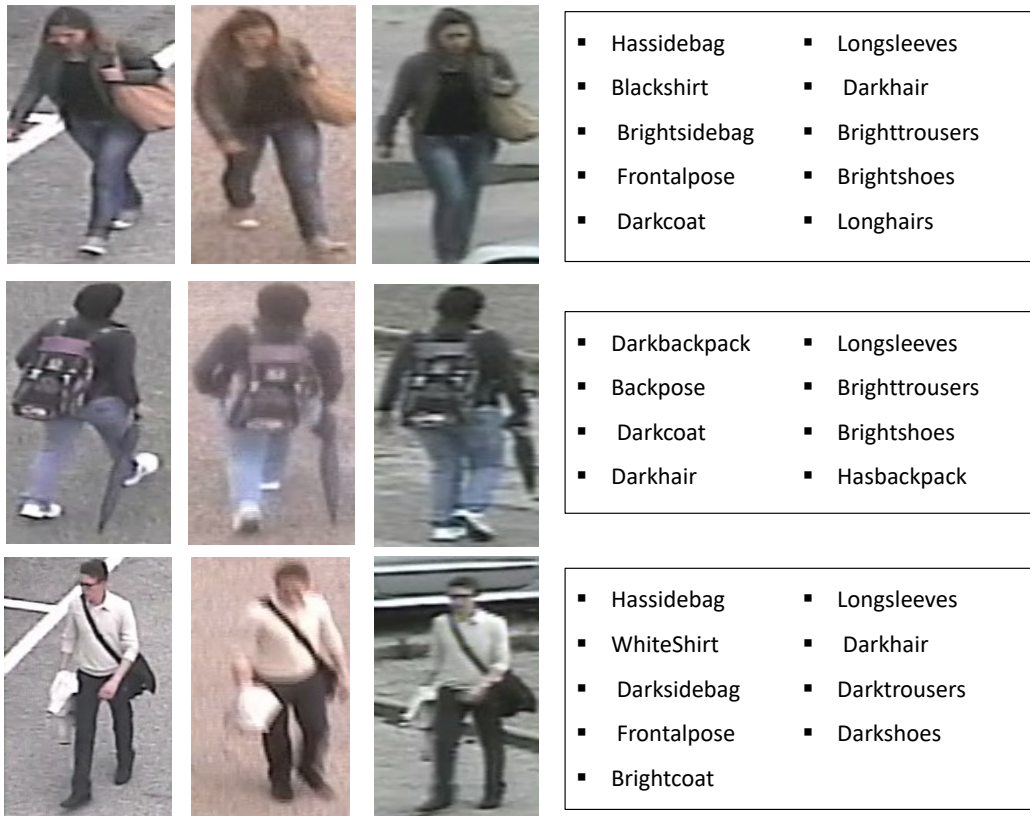 ▪ Hassidebag ▪ Longsleeves
▪ Blackshirt ▪ Darkhair
▪ Brightsidebag ▪ Brighttrousers
▪ Frontalpose ▪ Brightshoes
▪ Darkcoat ▪ Longhairs
▪ Darkbackpack ▪ Longsleeves
▪ Backpose ▪ Brighttrousers
▪ Darkcoat ▪ Brightshoes
▪ Darkhair ▪ Hasbackpack
▪ Hassidebag ▪ Longsleeves
▪ WhiteShirt ▪ Darkhair
▪ Darksidebag ▪ Darktrousers
▪ Frontalpose ▪ Darkshoes
▪ Brightcoat